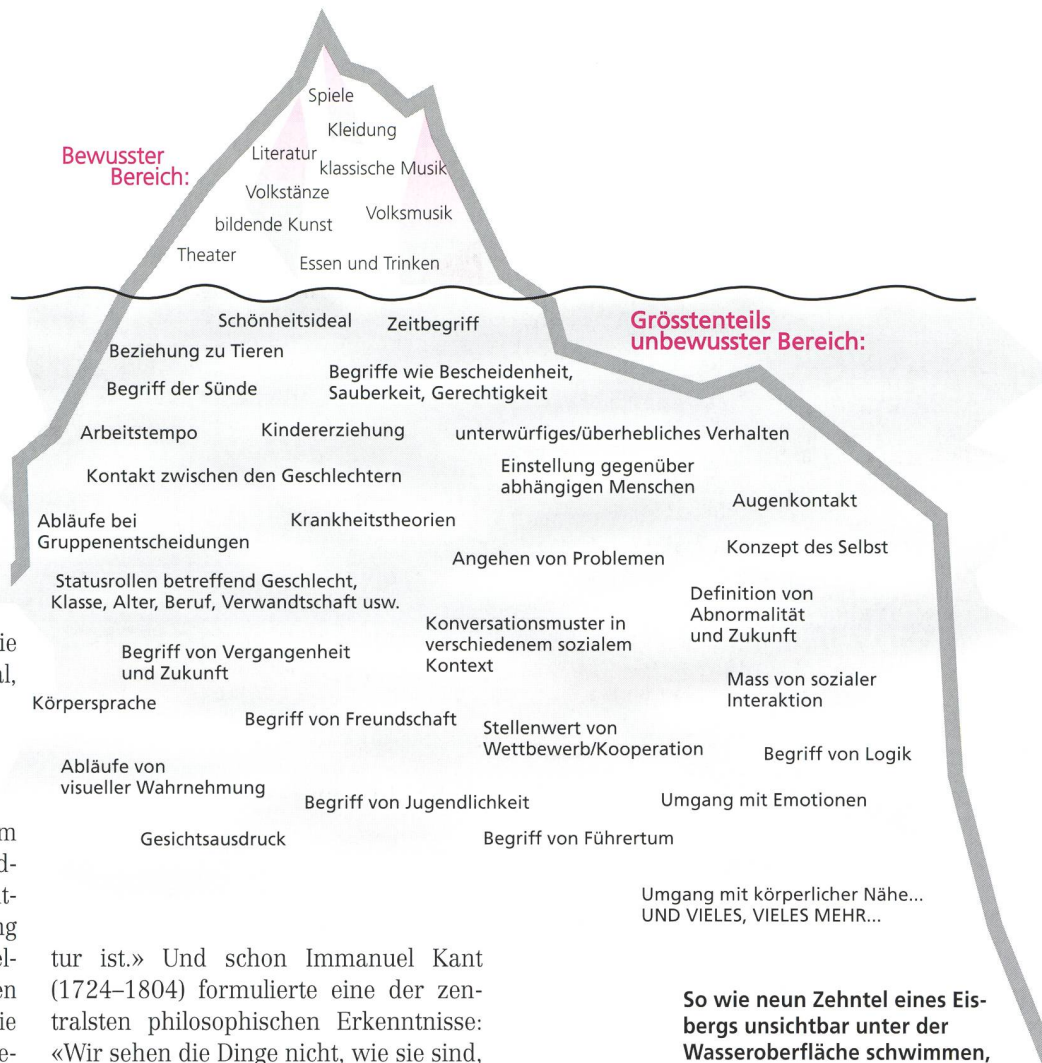 Spiele
Kleidung
Bewusster
Bereich:
Literatur
klassische Musik
Volkstänze
Volksmusik
bildende Kunst
Theater
Essen und Trinken
Schönheitsideal
Zeitbegriff
Grösstenteils
unbewusster Bereich:
Beziehung zu Tieren
Begriff der Sünde
Begriffe wie Bescheidenheit,
Sauberkeit, Gerechtigkeit
Arbeitstempo
Kindererziehung
unterwürfiges/überhebliches Verhalten
Kontakt zwischen den Geschlechtern
Einstellung gegenüber
abhängigen Menschen
Augenkontakt
Abläufe bei
Gruppenentscheidungen
Krankheitstheorien
Angehen von Problemen
Konzept des Selbst
Statusrollen betreffend Geschlecht,
Klasse, Alter, Beruf, Verwandtschaft usw.
Definition von
Abnormalität
und Zukunft
Konversationsmuster in
verschiedenem sozialem
Kontext
Begriff von Vergangenheit
und Zukunft
Mass von sozialer
Interaktion
Körpersprache
Begriff von Freundschaft
Stellenwert von
Wettbewerb/Kooperation
Begriff von Logik
Abläufe von
visueller Wahrnehmung
Begriff von Jugendlichkeit
Umgang mit Emotionen
Gesichtsausdruck
Begriff von Führertum
Umgang mit körperlicher Nähe...
UND VIELES, VIELES MEHR...
tur ist.» Und schon Immanuel Kant
(1724–1804) formulierte eine der zen-
tralsten philosophischen Erkenntnisse:
«Wir sehen die Dinge nicht, wie sie sind,
So wie neun Zehntel eines Eis-
bergs unsichtbar unter der
Wasseroberfläche schwimmen,